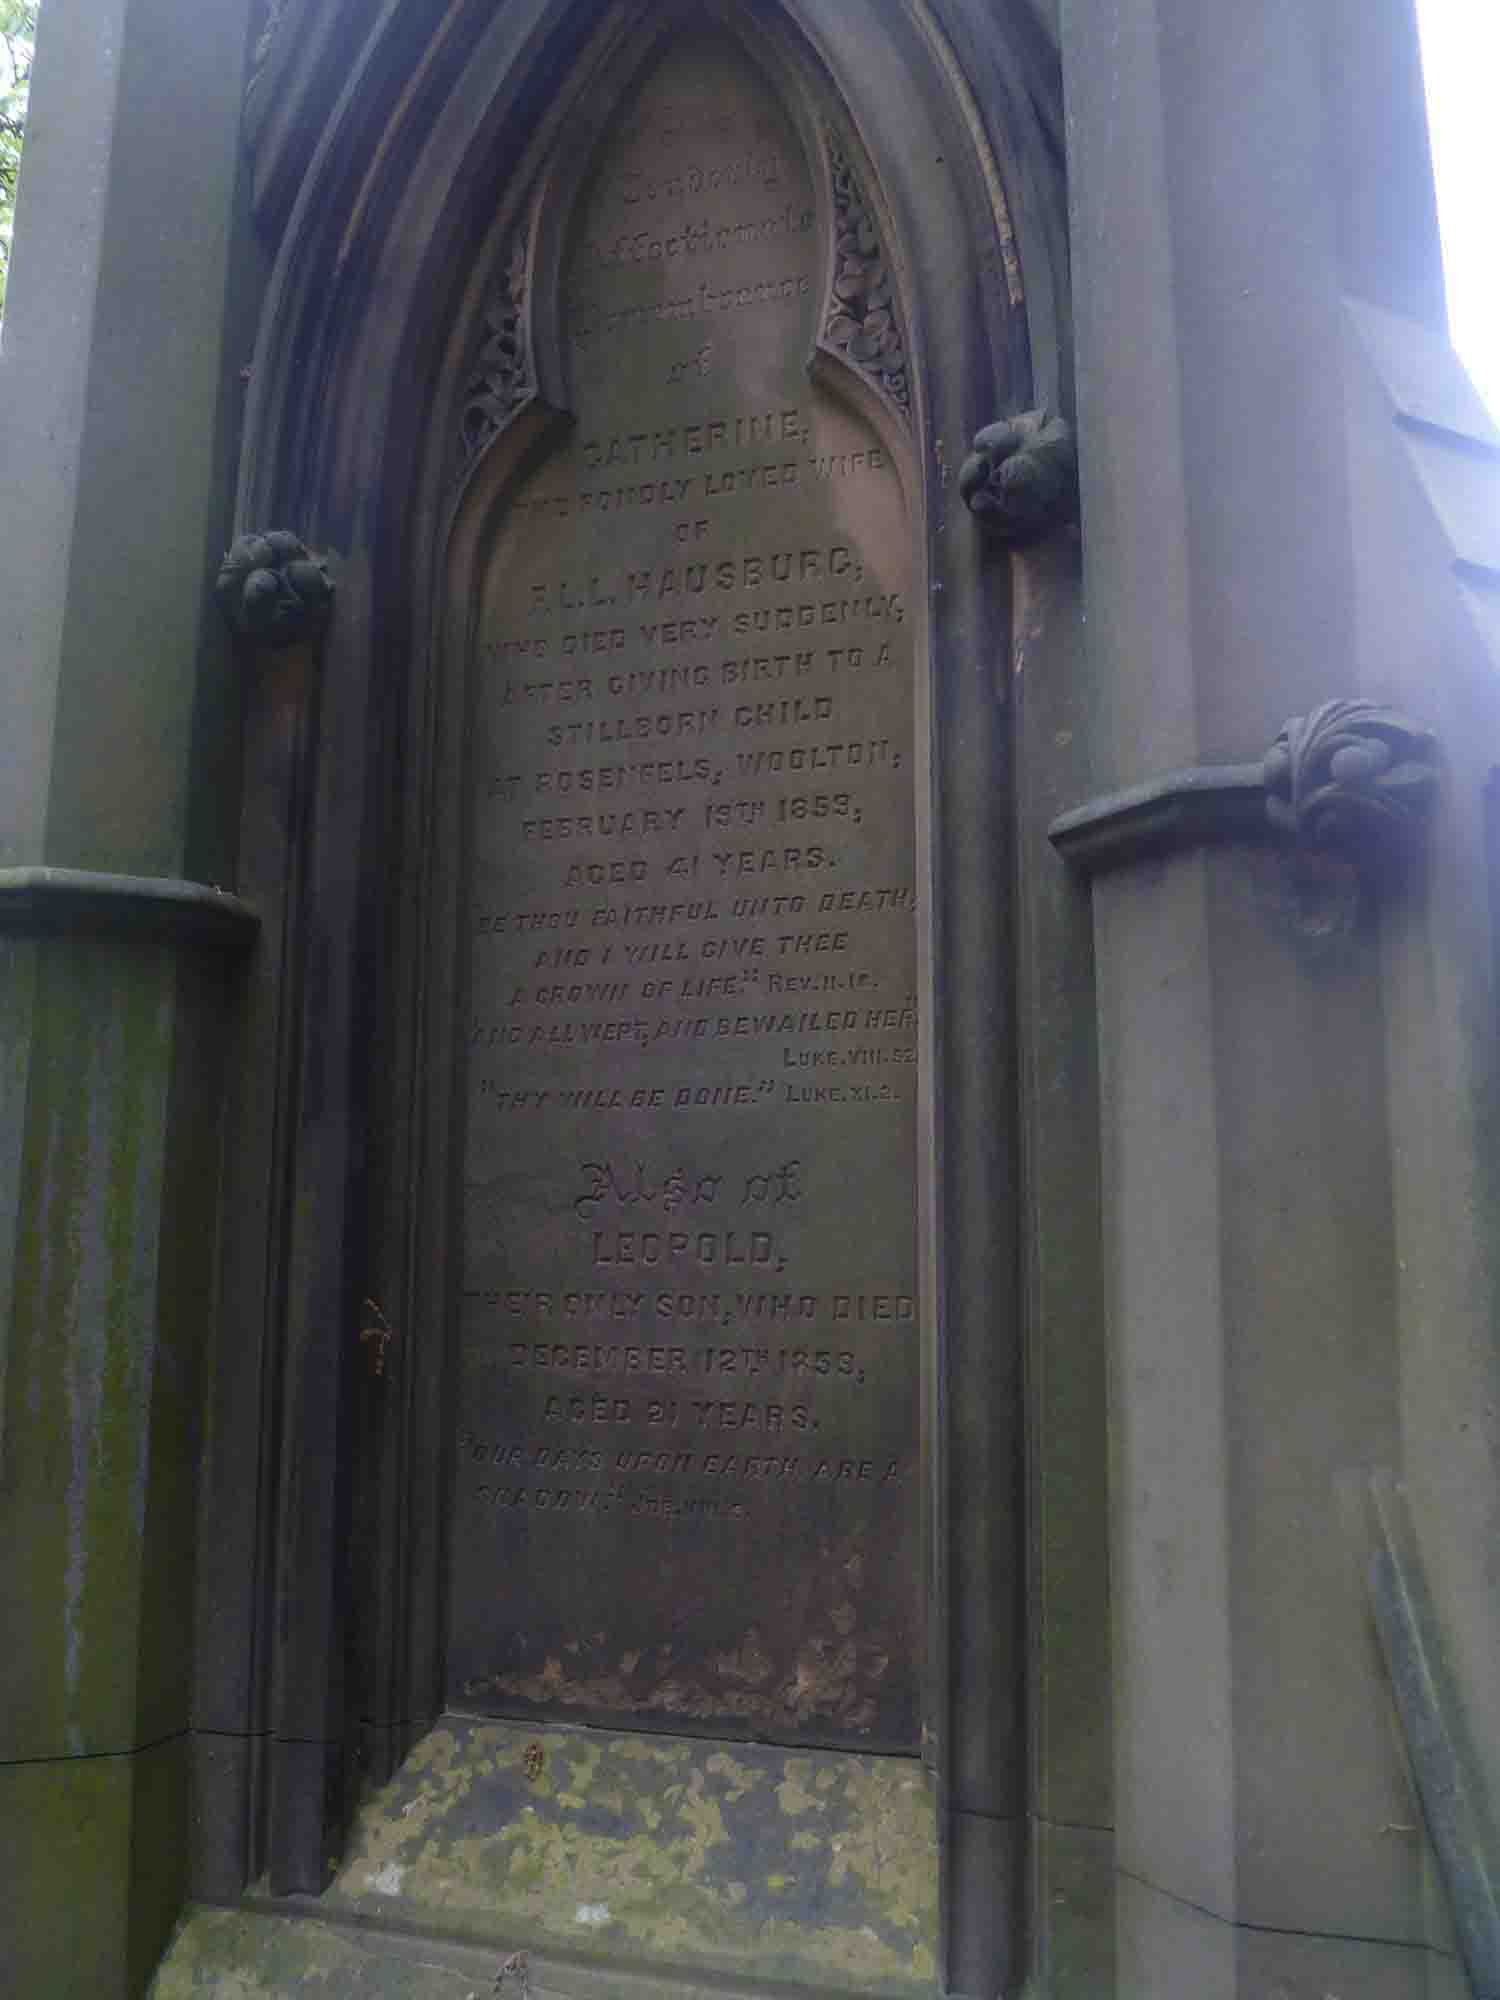 In
Tenderly
Affectionate
Remembrance
of
CATHERINE,
THE FONDLY LOVED WIFE
OF
F.L.L. HAUSBURG,
WHO DIED VERY SUDDENLY,
AFTER GIVING BIRTH TO A
STILLBORN CHILD
AT ROSENFELS, WOOLTON,
FEBRUARY 19TH 1853,
AGED 41 YEARS.
"BE THOU FAITHFUL UNTO DEATH,
AND I WILL GIVE THEE
A CROWN OF LIFE." REV. II. 10.
"AND ALL WEPT, AND BEWAILED HER"
LUKE. VIII. 52.
"THY WILL BE DONE." LUKE. XI. 2.
Also of
LEOPOLD,
THEIR ONLY SON, WHO DIED
DECEMBER 12TH 1859,
AGED 21 YEARS.
"OUR DAYS UPON EARTH ARE A
SHADOW." JOB.